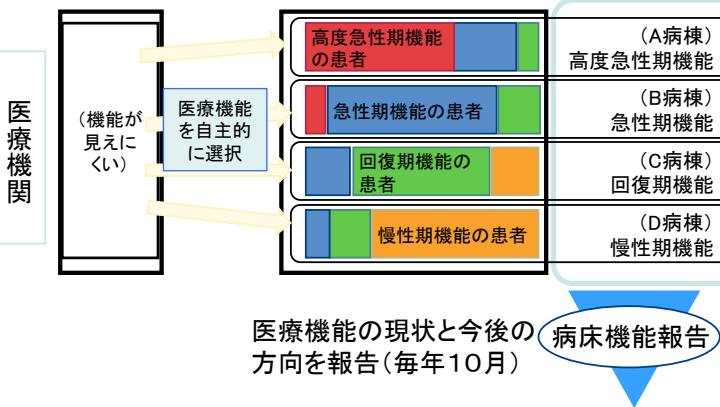 医療機関
(機能が
見えに
くい)
医療機能
を自主的
に選択
高度急性期機能
の患者
急性期機能の患者
回復期機能の
患者
慢性期機能の患者
(A病棟)
高度急性期機能
(B病棟)
急性期機能
(C病棟)
回復期機能
(D病棟)
慢性期機能
医療機能の現状と今後の
方向を報告(毎年10月)
病床機能報告